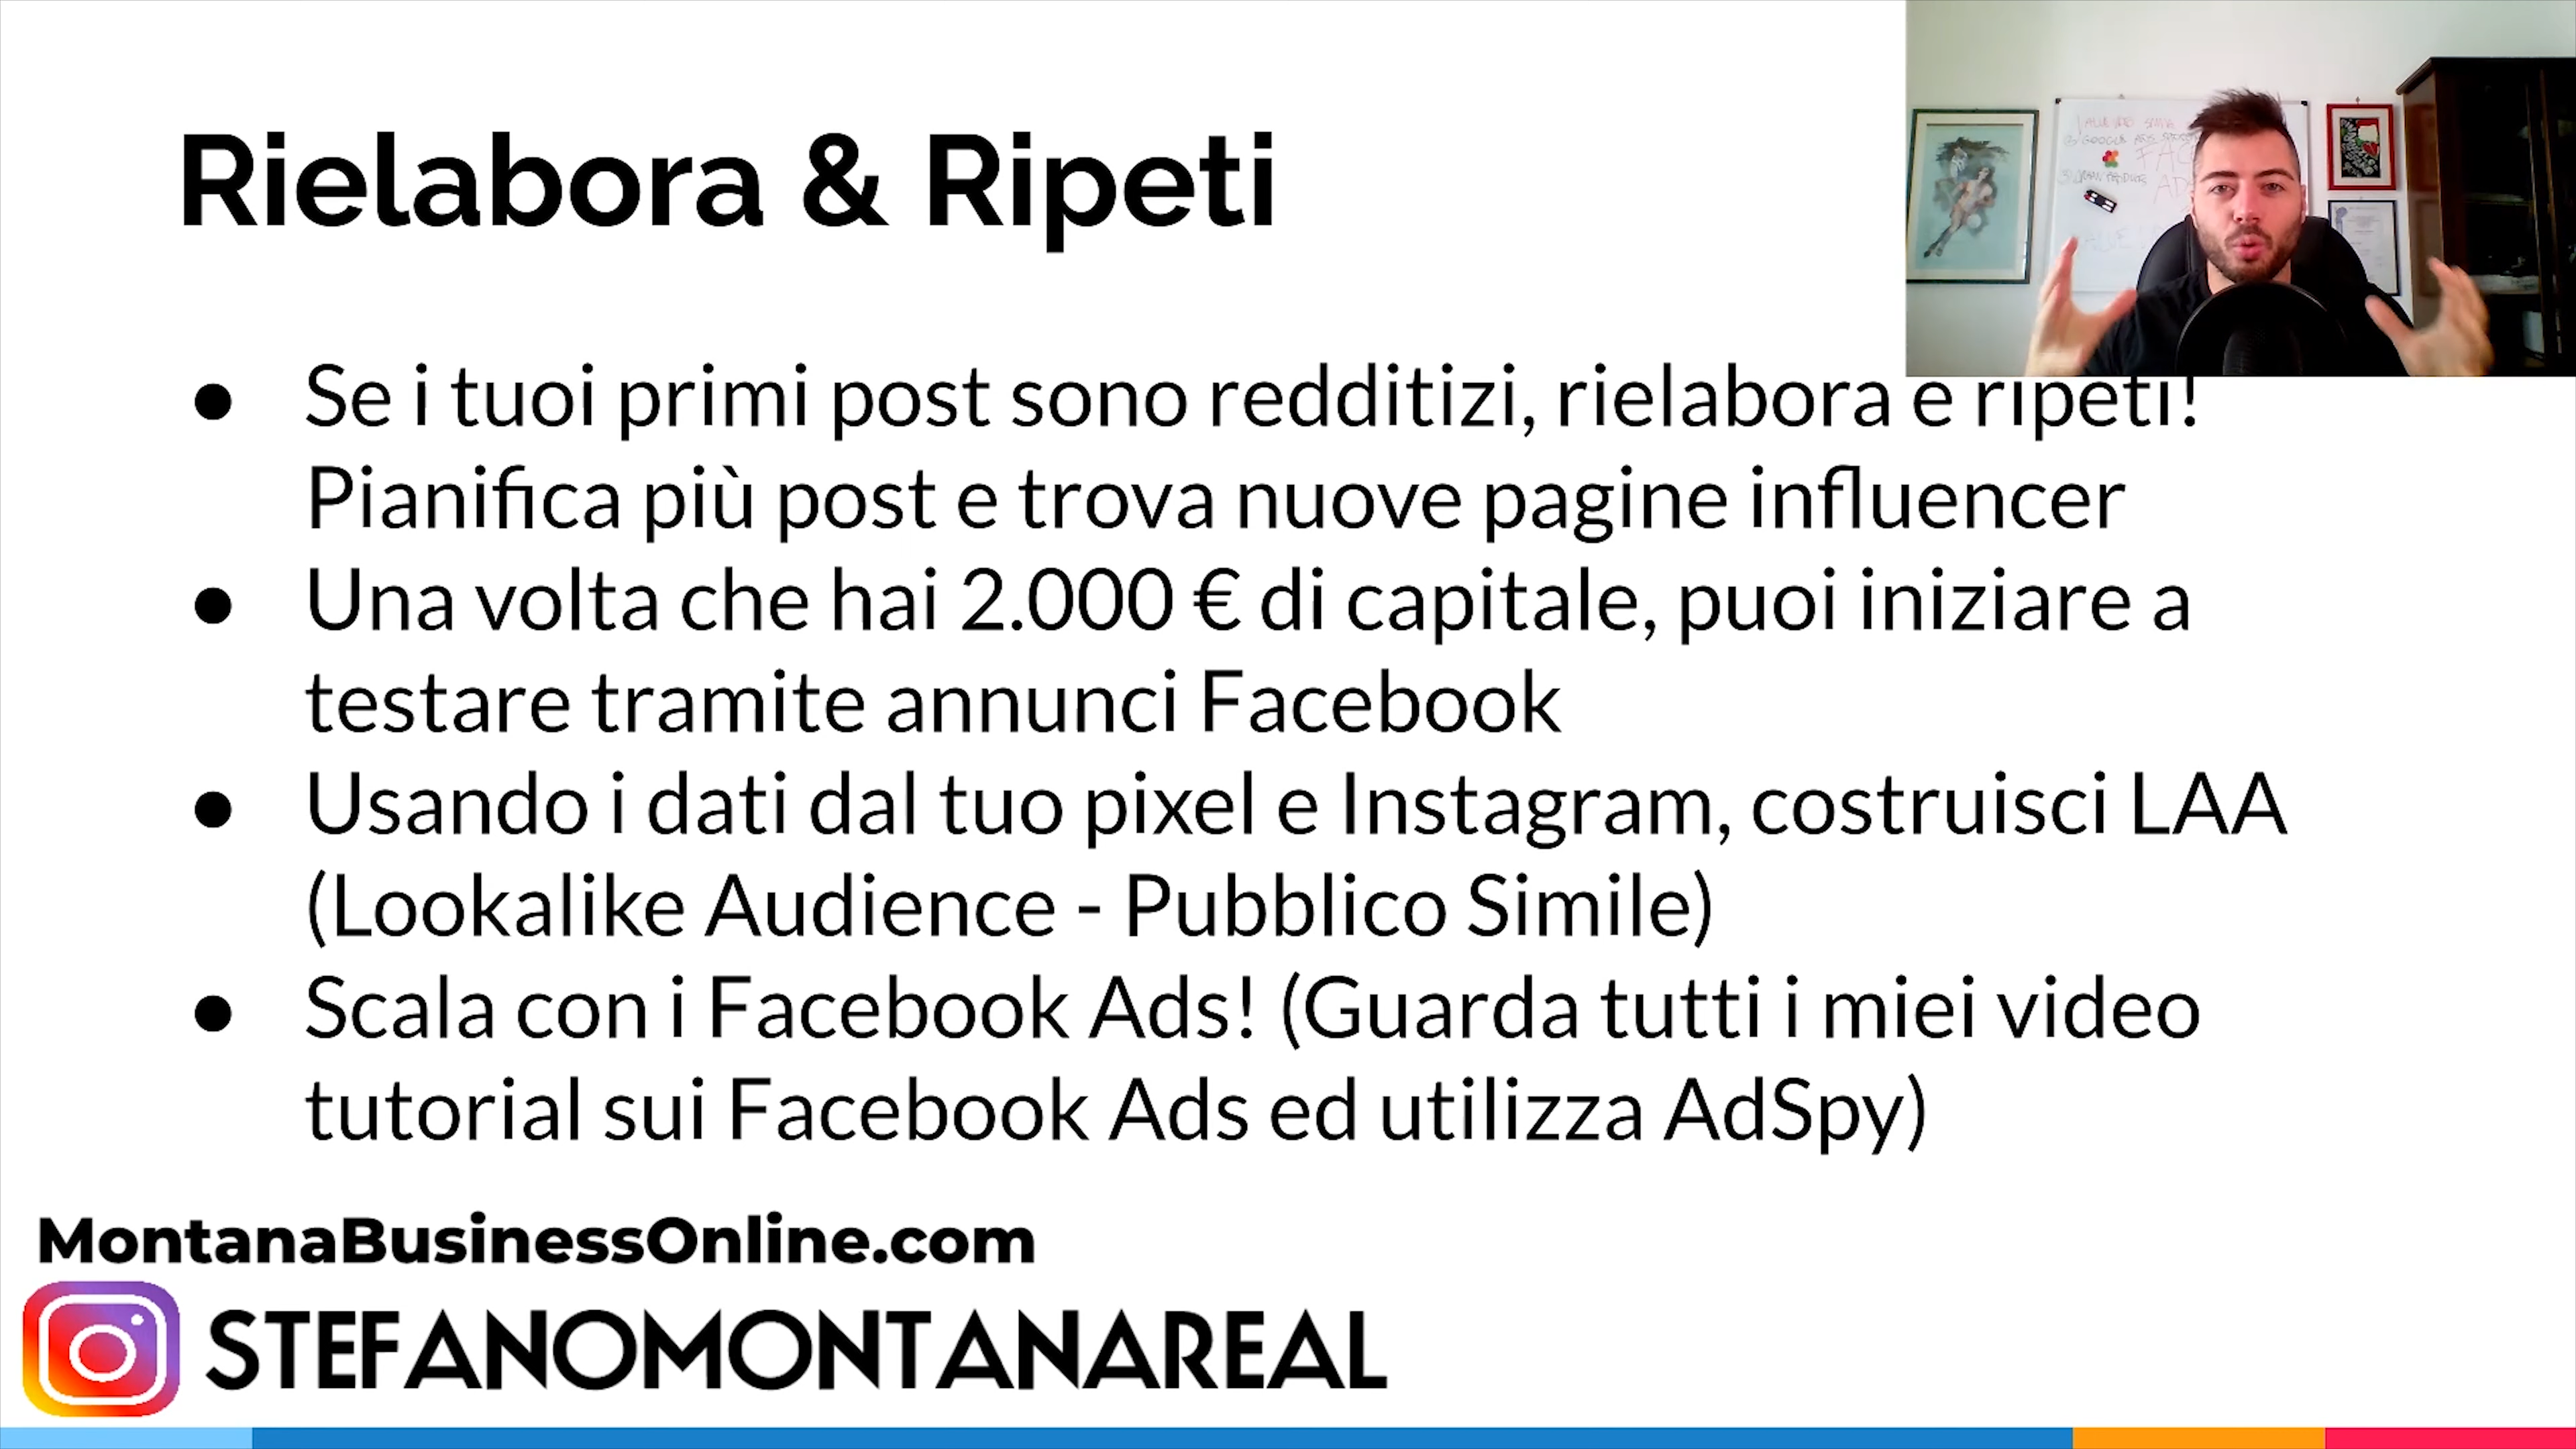 Rielabora & Ripeti
● Se i tuoi primi post sono redditizi, rielabora e ripeti!
Pianifica più post e trova nuove pagine influencer
● Una volta che hai 2.000 € di capitale, puoi iniziare a
testare tramite annunci Facebook
● Usando i dati dal tuo pixel e Instagram, costruisci LAA
(Lookalike Audience - Pubblico Simile)
● Scala con i Facebook Ads! (Guarda tutti i miei video
tutorial sui Facebook Ads ed utilizza AdSpy)
MontanaBusinessOnline.com
STEFANOMONTANAREAL